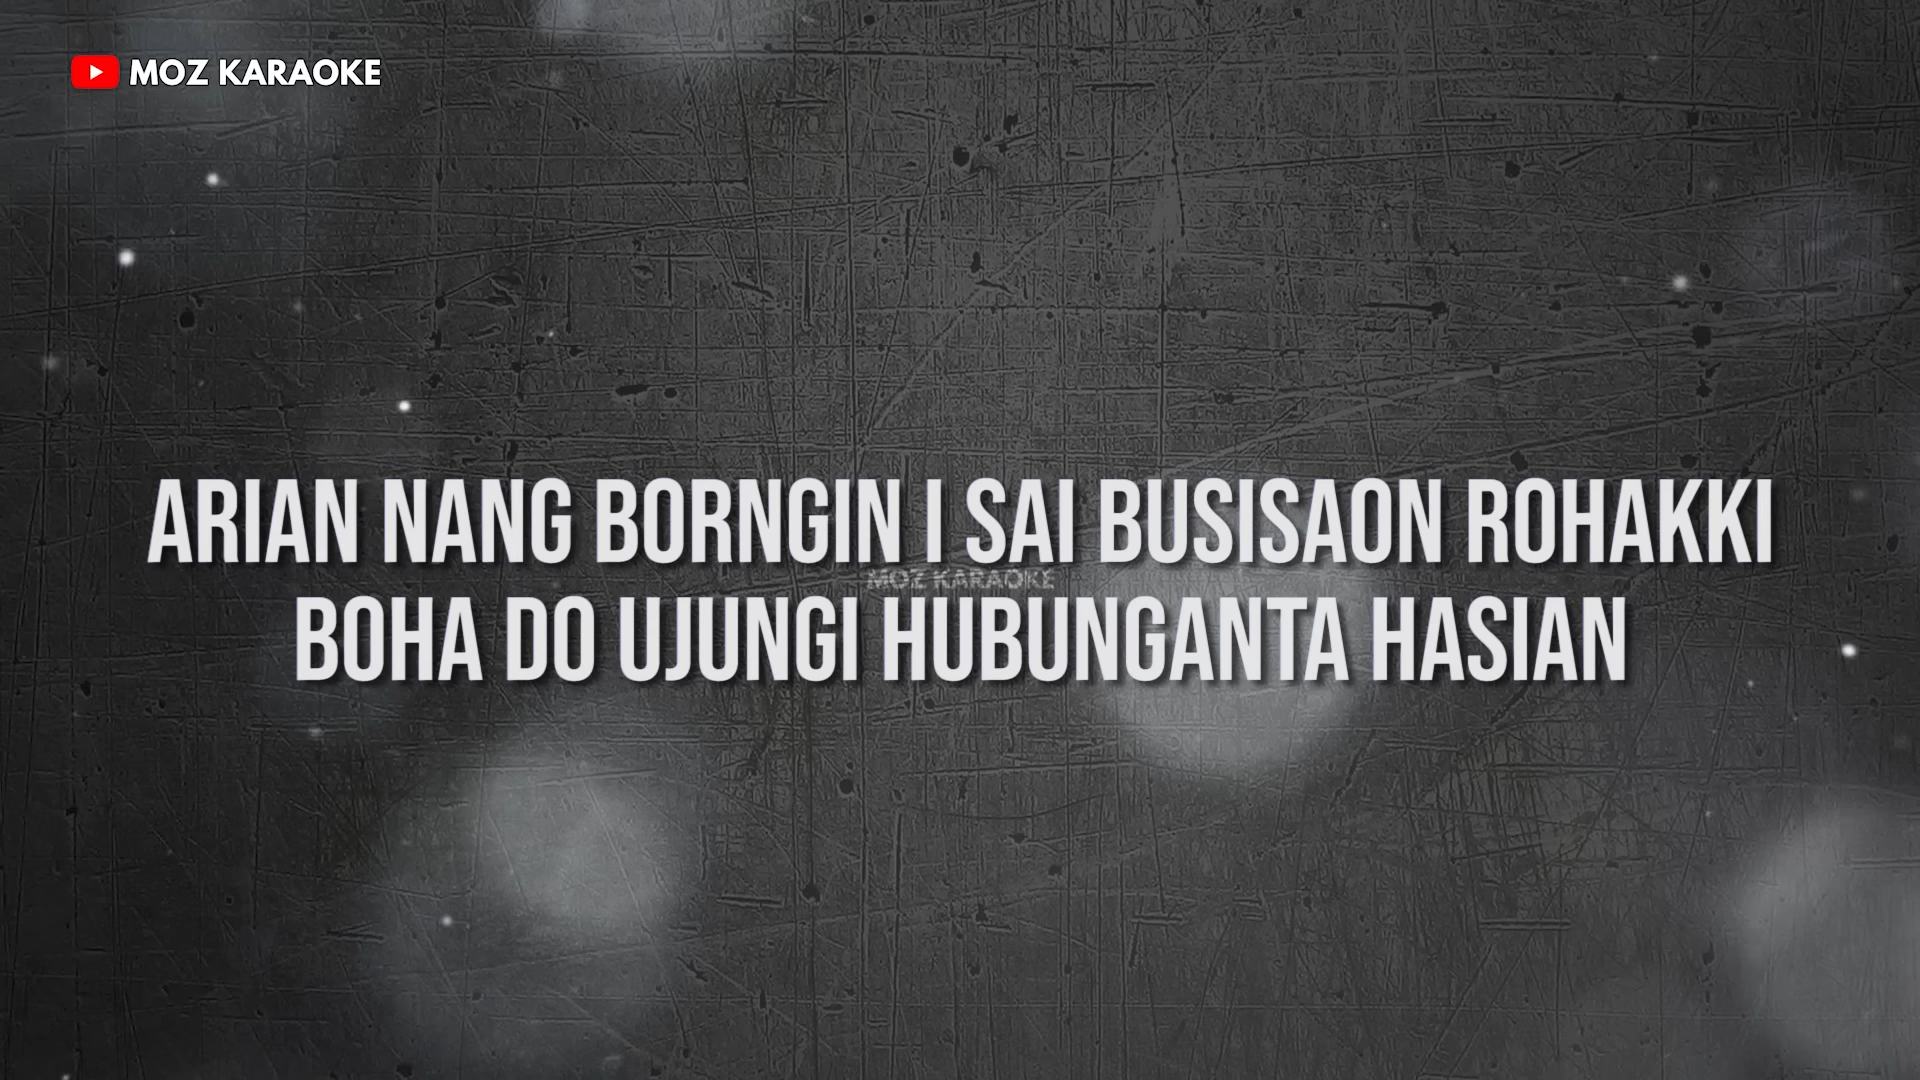 MOZ KARAOKE
ARIAN NANG BORNGIN I SAI BUSISAON ROHAKKI
MOZ KARAOKE
BOHA DO UJUNGI HUBUNGANTA HASIAN